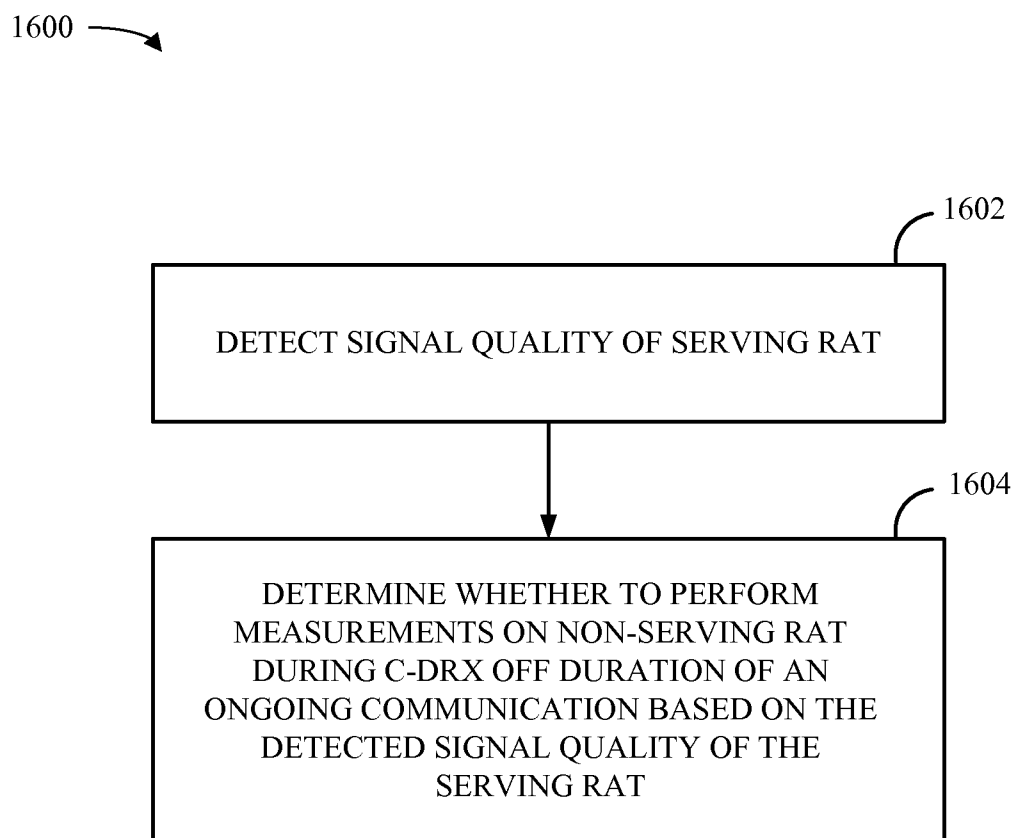 1600
1602
DETECT SIGNAL QUALITY OF SERVING RAT
1604
DETERMINE WHETHER TO PERFORM
MEASUREMENTS ON NON-SERVING RAT
DURING C-DRX OFF DURATION OF AN
ONGOING COMMUNICATION BASED ON THE
DETECTED SIGNAL QUALITY OF THE
SERVING RAT